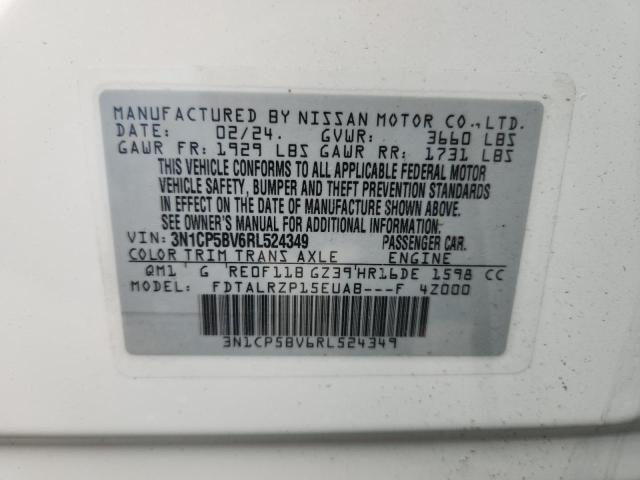 MANUFACTURED BY NISSAN MOTOR CO., LTD.
DATE: 02/24. GVWR: 3660 LBS
GAWR FR: 1929 LBS GAWR RR: 1731 LBS
THIS VEHICLE CONFORMS TO ALL APPLICABLE FEDERAL MOTOR
VEHICLE SAFETY, BUMPER AND THEFT PREVENTION STANDARDS
IN EFFECT ON THE DATE OF MANUFACTURE SHOWN ABOVE.
SEE OWNER'S MANUAL FOR ADDITIONAL INFORMATION.
VIN: 3N1CP5BV6RL524349 PASSENGER CAR.
COLOR TRIM TRANS AXLE ENGINE
QM1 G RE0F11B GZ39 HR16DE 1598 CC
MODEL: FDTALRZP15EUAB---F 4Z000
3N1CP5BV6RL524349